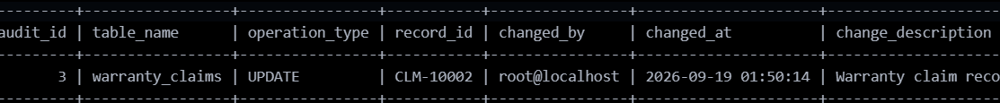 audit_id | table_name | operation_type | record_id | changed_by | changed_at | change_description
3 | warranty_claims | UPDATE | CLM-10002 | root@localhost | 2026-09-19 01:50:14 | Warranty claim reco